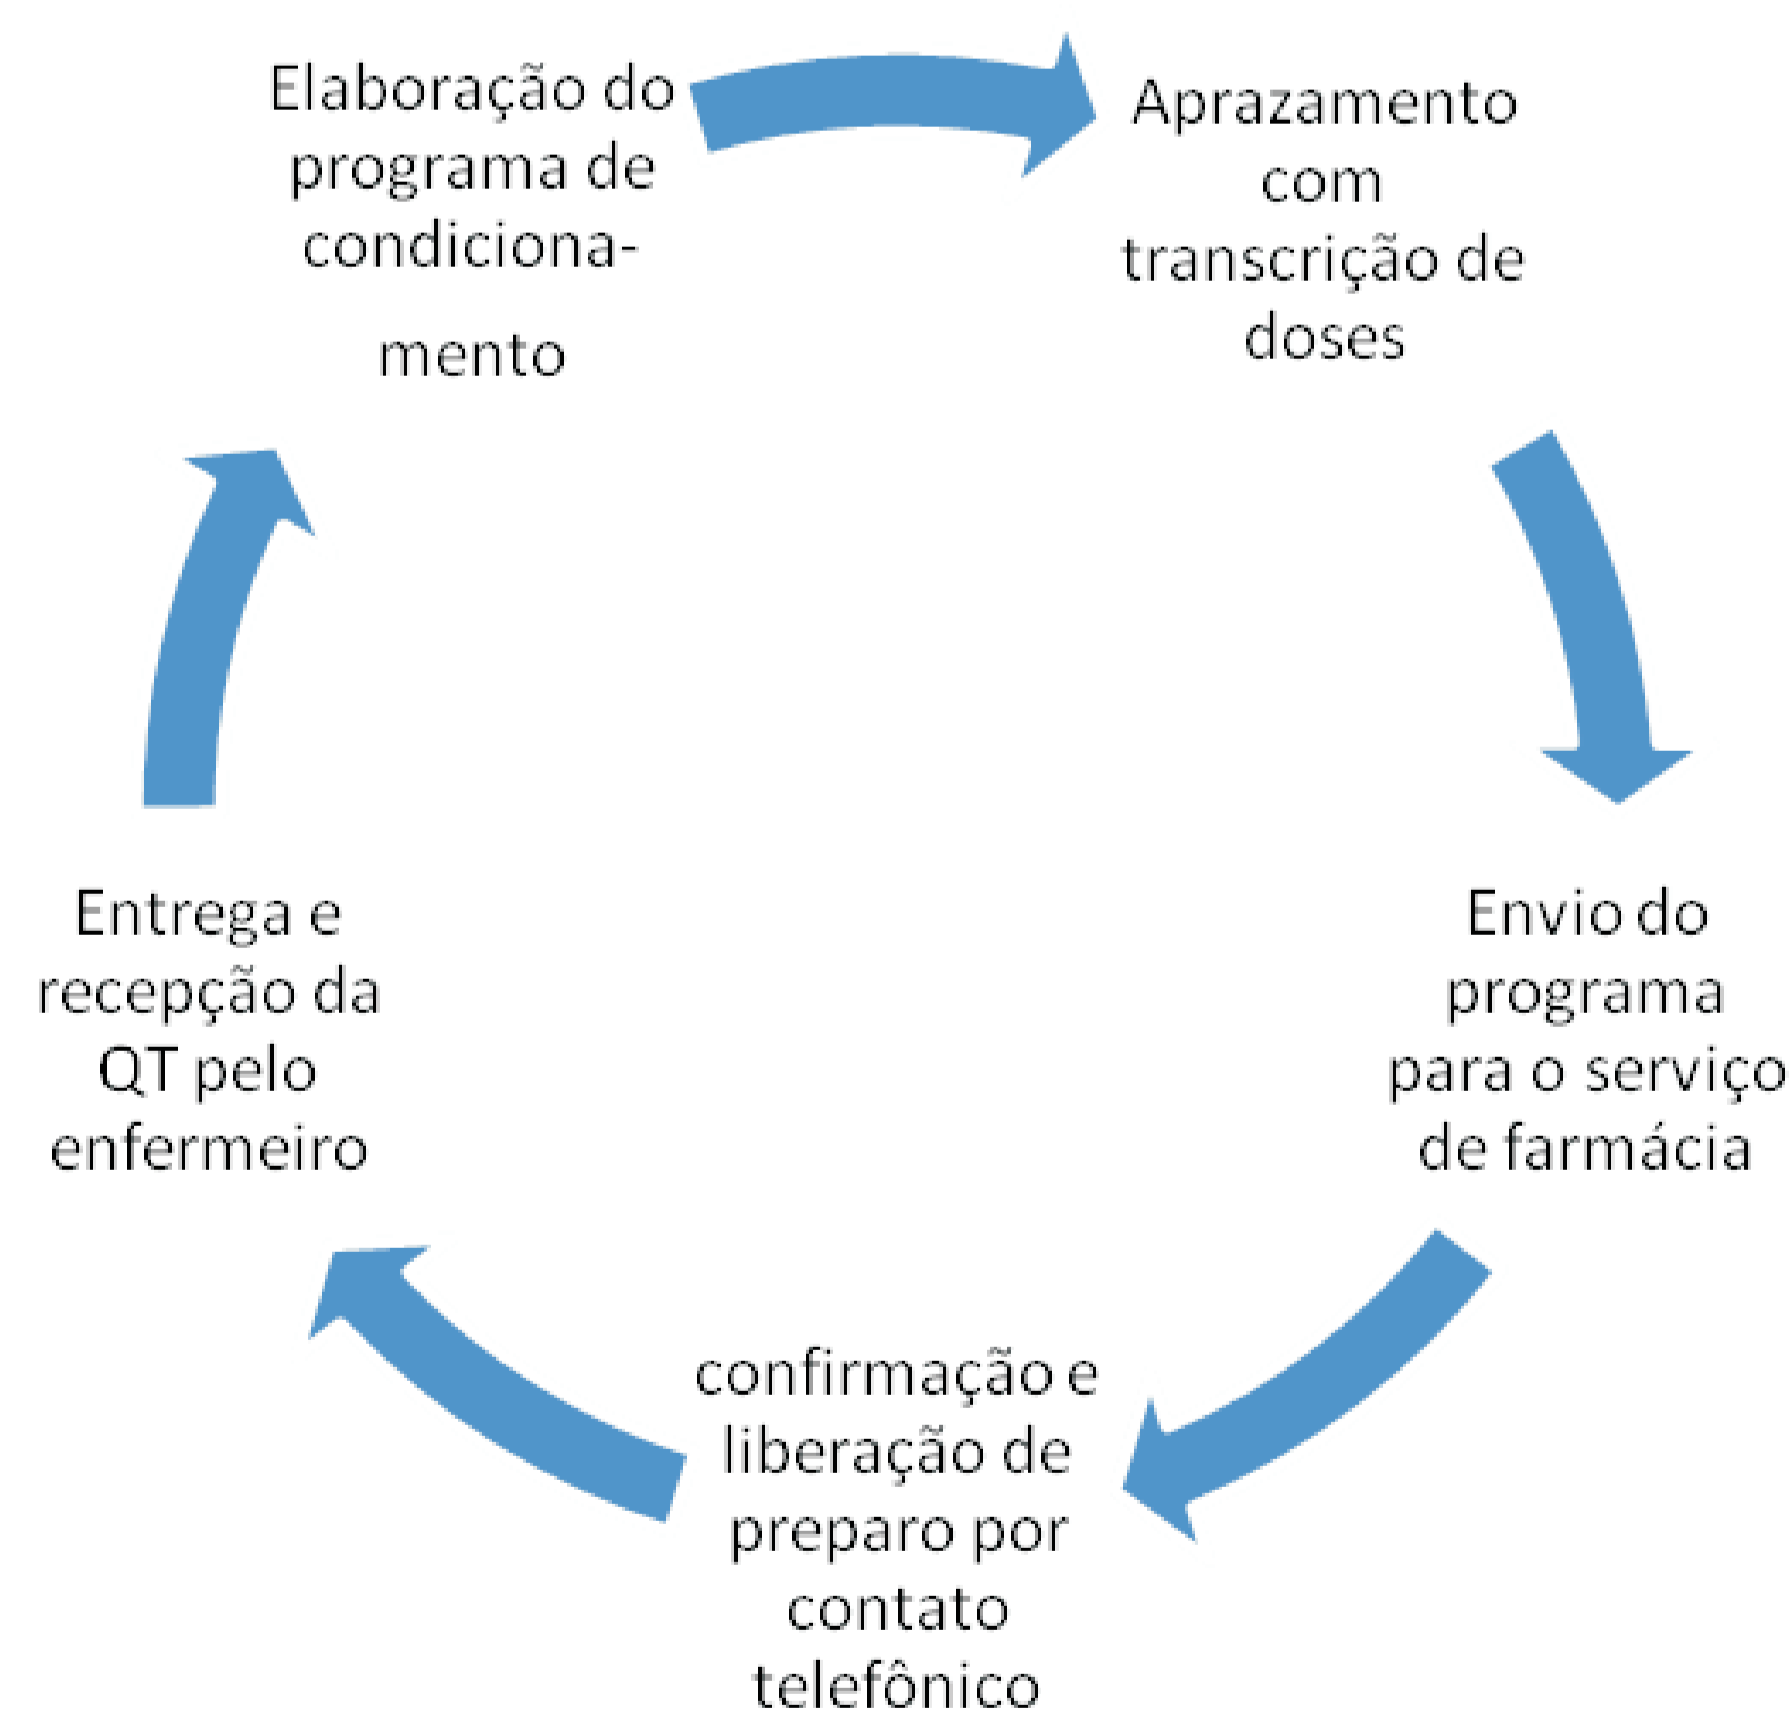 Elaboração do
programa de
condiciona-
mento
Aprazamento
com
transcrição de
doses
Envio do
programa
para o serviço
de farmácia
confirmação e
liberação de
preparo por
contato
telefônico
Entrega e
recepção da
QT pelo
enfermeiro